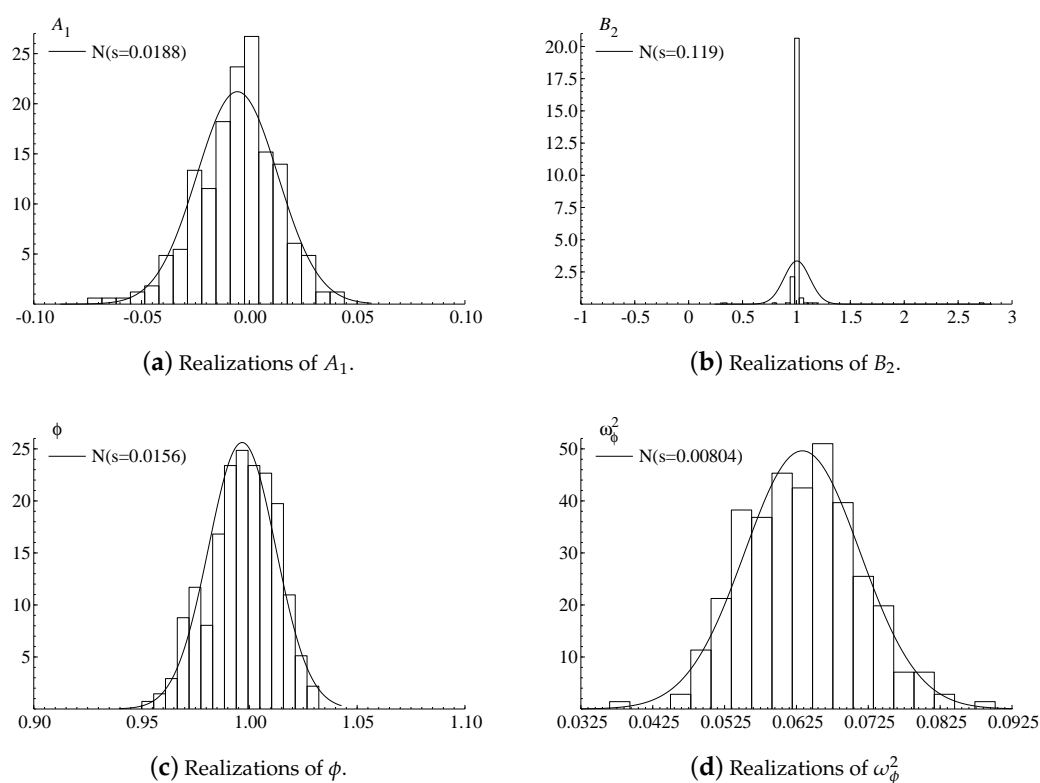 A₁
N(s=0.0188)
25
20
15
10
5
-0.10 -0.05 0.00 0.05 0.10
(a) Realizations of A₁.
B₂
N(s=0.119)
20.0
17.5
15.0
12.5
10.0
7.5
5.0
2.5
-1 -1 0 0.5 1 1.5 2 2.5 3
(b) Realizations of B₂.
ϕ
N(s=0.0156)
25
20
15
10
5
0.90 0.95 1.00 1.05 1.10
(c) Realizations of ϕ.
ω²ϕ
N(s=0.00804)
50
40
30
20
10
0.0325 0.0425 0.0525 0.0625 0.0725 0.0825 0.0925
(d) Realizations of ω²ϕ